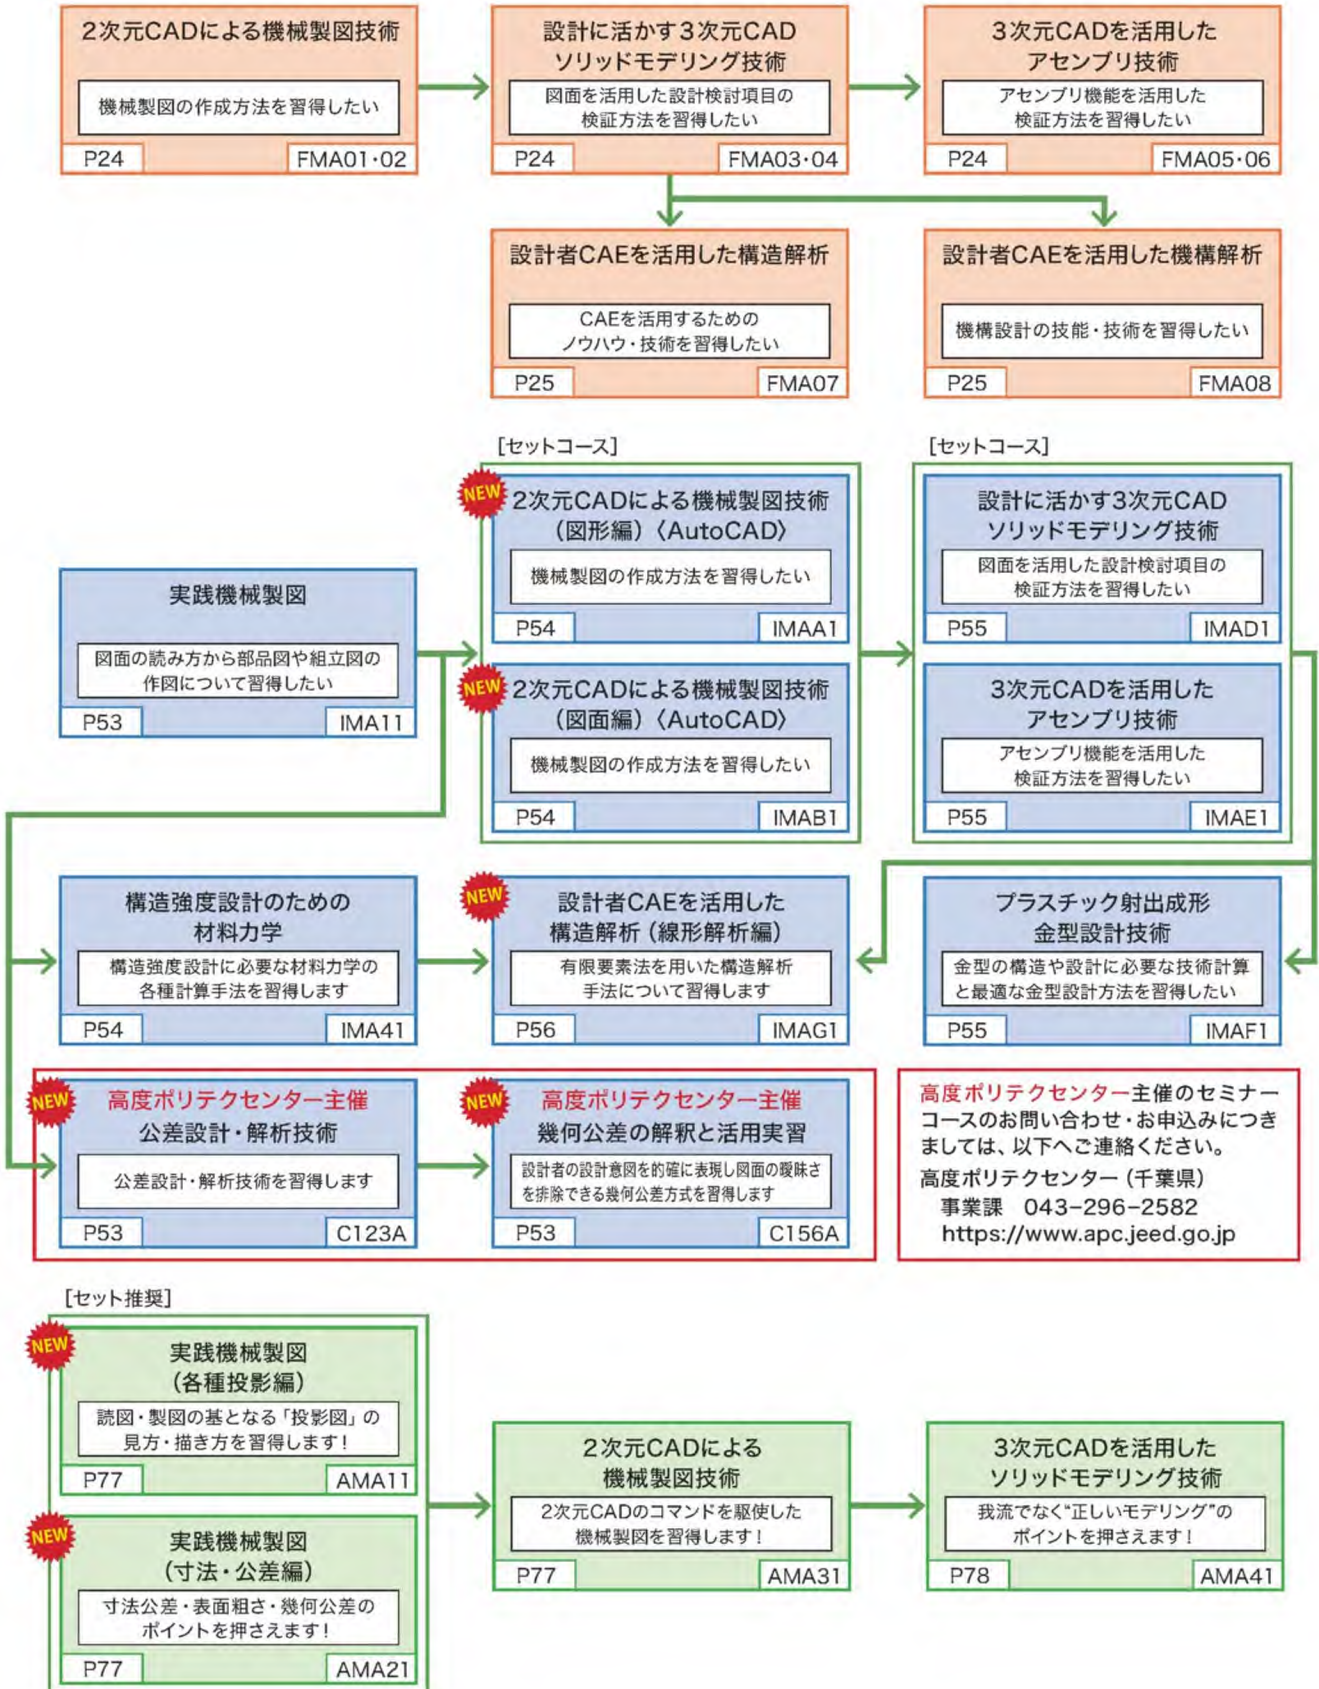 2次元CADによる機械製図技術
機械製図の作成方法を習得したい
P24
FMA01・02
設計に活かす3次元CAD
ソリッドモデリング技術
図面を活用した設計検討項目の
検証方法を習得したい
P24
FMA03・04
3次元CADを活用した
アセンブリ技術
アセンブリ機能を活用した
検証方法を習得したい
P24
FMA05・06
設計者CAEを活用した構造解析
CAEを活用するための
ノウハウ・技術を習得したい
P25
FMA07
設計者CAEを活用した機構解析
機構設計の技能・技術を習得したい
P25
FMA08
実践機械製図
図面の読み方から部品図や組立図の
作図について習得したい
P53
IMA11
[セットコース]
NEW
2次元CADによる機械製図技術
（図形編）〈AutoCAD〉
機械製図の作成方法を習得したい
P54
IMAA1
NEW
2次元CADによる機械製図技術
（図面編）〈AutoCAD〉
機械製図の作成方法を習得したい
P54
IMAB1
[セットコース]
設計に活かす3次元CAD
ソリッドモデリング技術
図面を活用した設計検討項目の
検証方法を習得したい
P55
IMAD1
3次元CADを活用した
アセンブリ技術
アセンブリ機能を活用した
検証方法を習得したい
P55
IMAE1
構造強度設計のための
材料力学
構造強度設計に必要な材料力学の
各種計算手法を習得します
P54
IMA41
NEW
設計者CAEを活用した
構造解析（線形解析編）
有限要素法を用いた構造解析
手法について習得します
P56
IMAG1
プラスチック射出成形
金型設計技術
金型の構造や設計に必要な技術計算
と最適な金型設計方法を習得したい
P55
IMAF1
NEW
高度ポリテクセンター主催
公差設計・解析技術
公差設計・解析技術を習得します
P53
C123A
NEW
高度ポリテクセンター主催
幾何公差の解釈と活用実習
設計者の設計意図を的確に表現し図面の曖昧さ
を排除できる幾何公差方式を習得します
P53
C156A
高度ポリテクセンター主催のセミナー
コースのお問い合わせ・お申込みにつき
ましては、以下へご連絡ください。
高度ポリテクセンター（千葉県）
事業課　043−296−2582
https://www.apc.jeed.go.jp
[セット推奨]
NEW
実践機械製図
（各種投影編）
読図・製図の基となる「投影図」の
見方・描き方を習得します！
P77
AMA11
NEW
実践機械製図
（寸法・公差編）
寸法公差・表面粗さ・幾何公差の
ポイントを押さえます！
P77
AMA21
2次元CADによる
機械製図技術
2次元CADのコマンドを駆使した
機械製図を習得します！
P77
AMA31
3次元CADを活用した
ソリッドモデリング技術
我流でなく“正しいモデリング”の
ポイントを押さえます！
P78
AMA41